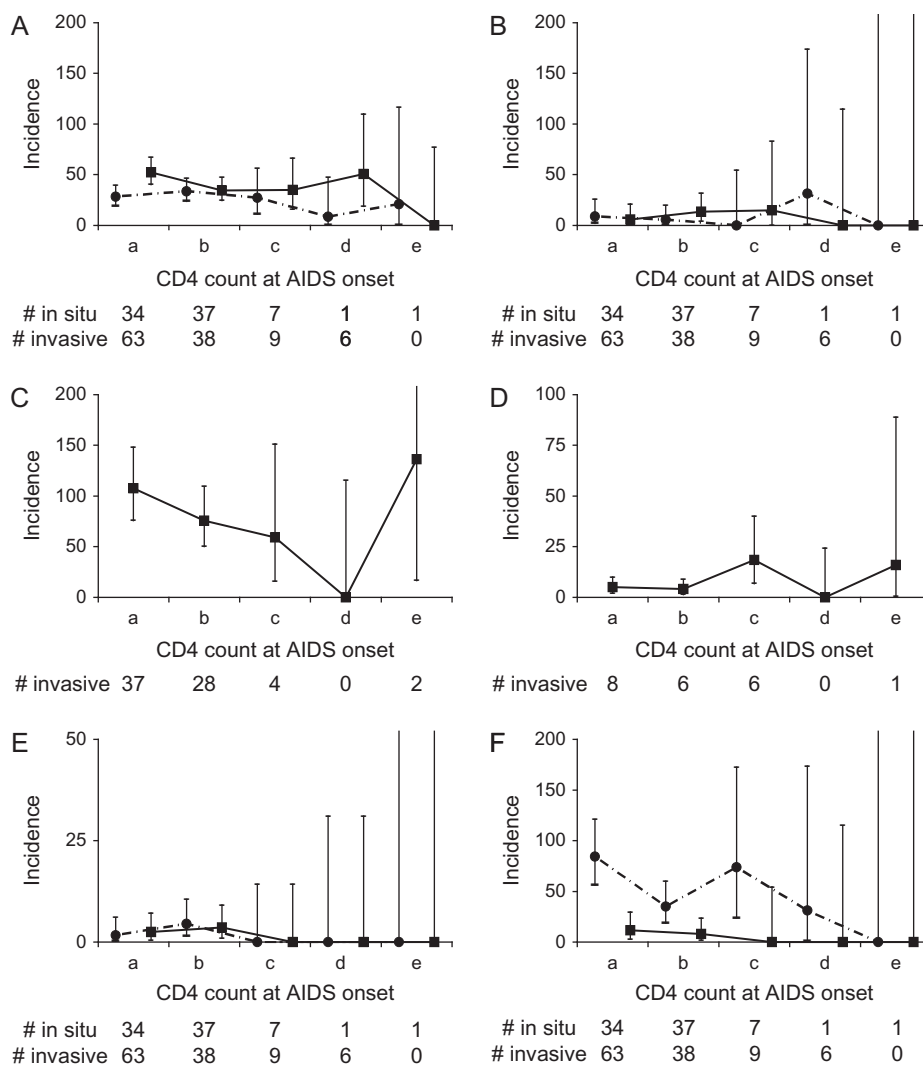 A
200
150
100
50
0
Incidence
a b c d e
CD4 count at AIDS onset
# in situ 34 37 7 1 1
# invasive 63 38 9 6 0
B
200
150
100
50
0
Incidence
a b c d e
CD4 count at AIDS onset
# in situ 34 37 7 1 1
# invasive 63 38 9 6 0
C
200
150
100
50
0
Incidence
a b c d e
CD4 count at AIDS onset
# invasive 37 28 4 0 2
D
100
75
50
25
0
Incidence
a b c d e
CD4 count at AIDS onset
# invasive 8 6 6 0 1
E
50
25
0
Incidence
a b c d e
CD4 count at AIDS onset
# in situ 34 37 7 1 1
# invasive 63 38 9 6 0
F
200
150
100
50
0
Incidence
a b c d e
CD4 count at AIDS onset
# in situ 34 37 7 1 1
# invasive 63 38 9 6 0